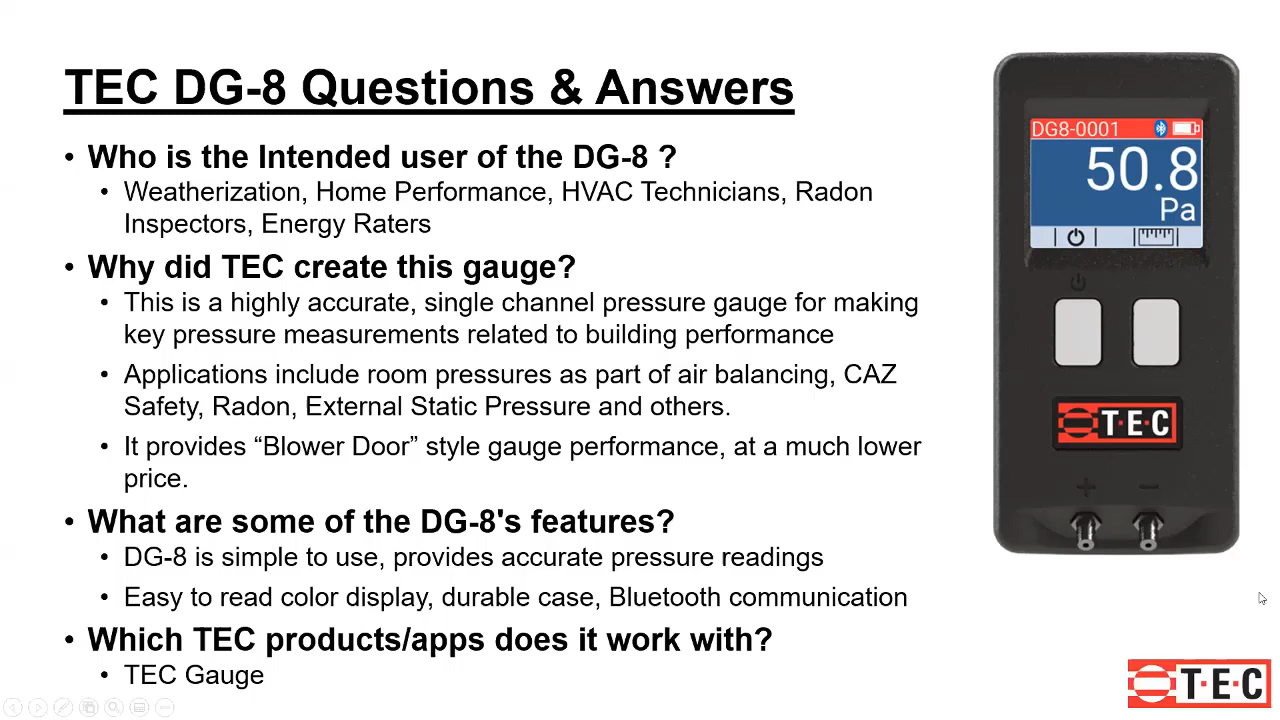 TEC DG-8 Questions & Answers
• Who is the Intended user of the DG-8 ?
• Weatherization, Home Performance, HVAC Technicians, Radon
Inspectors, Energy Raters
• Why did TEC create this gauge?
• This is a highly accurate, single channel pressure gauge for making
key pressure measurements related to building performance
• Applications include room pressures as part of air balancing, CAZ
Safety, Radon, External Static Pressure and others.
• It provides “Blower Door” style gauge performance, at a much lower
price.
• What are some of the DG-8's features?
• DG-8 is simple to use, provides accurate pressure readings
• Easy to read color display, durable case, Bluetooth communication
• Which TEC products/apps does it work with?
• TEC Gauge
DG8-0001
50.8
Pa
T·E·C
+ −
T·E·C